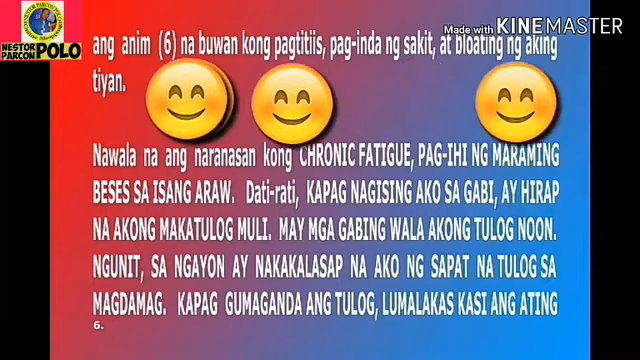 NESTOR
PARCON POLO
Made with KINEMASTER
ang anim (6) na buwan kong pagtitiis, pag-inda ng sakit, at bloating ng aking
tiyan.
Nawala na ang naranasan kong CHRONIC FATIGUE, PAG-IHI NG MARAMING
BESES SA ISANG ARAW. Dati-rati, KAPAG NAGISING AKO SA GABI, AY HIRAP
NA AKONG MAKATULOG MULI. MAY MGA GABING WALA AKONG TULOG NOON.
NGUNIT, SA NGAYON AY NAKAKALASAP NA AKO NG SAPAT NA TULOG SA
MAGDAMAG. KAPAG GUMAGANDA ANG TULOG, LUMALAKAS KASI ANG ATING
6.